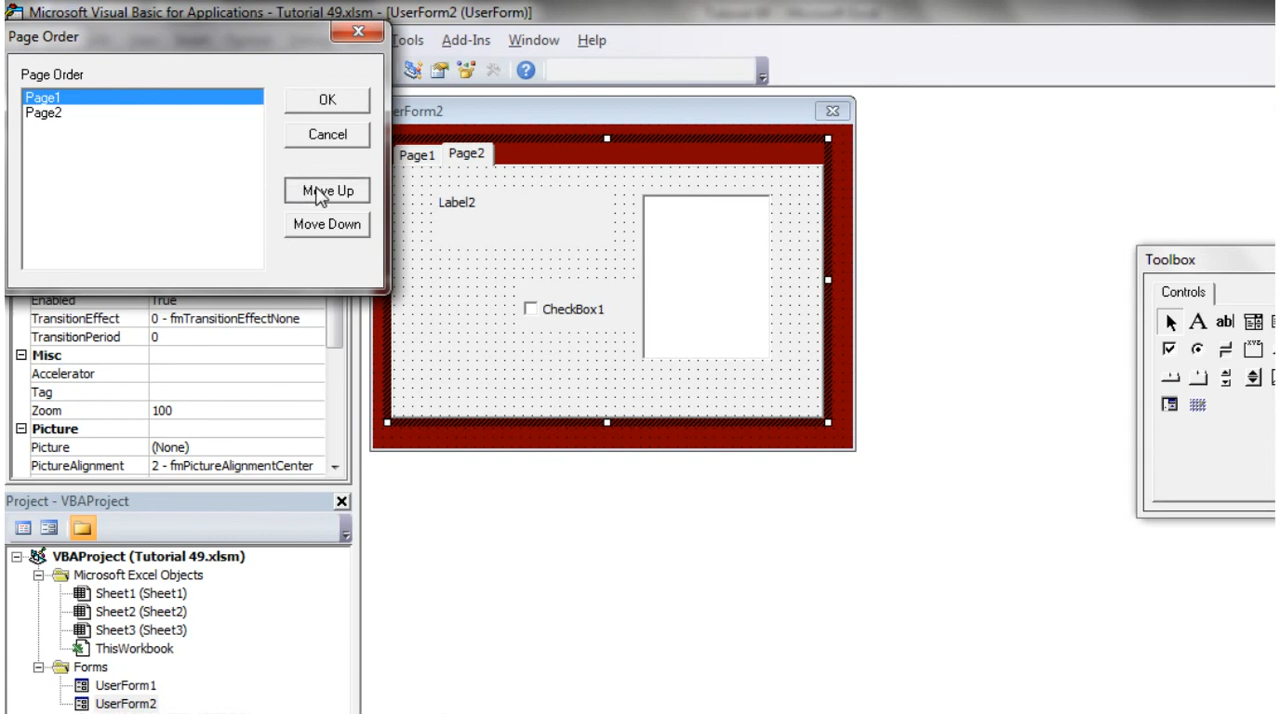 Microsoft Visual Basic for Applications - Tutorial 49.xlsm - [UserForm2 (UserForm)]
Page Order
Tools Add-Ins Window Help
Page Order
Page1
Page2
OK
Cancel
Move Up
Move Down
erForm2
Page1 Page2
Label2
CheckBox1
Toolbox
Controls
A ab|
XYZ
Enabled True
TransitionEffect 0 - fmTransitionEffectNone
TransitionPeriod 0
Misc
Accelerator
Tag
Zoom 100
Picture
Picture (None)
PictureAlignment 2 - fmPictureAlignmentCenter
Project - VBAProject
VBAProject (Tutorial 49.xlsm)
Microsoft Excel Objects
Sheet1 (Sheet1)
Sheet2 (Sheet2)
Sheet3 (Sheet3)
ThisWorkbook
Forms
UserForm1
UserForm2